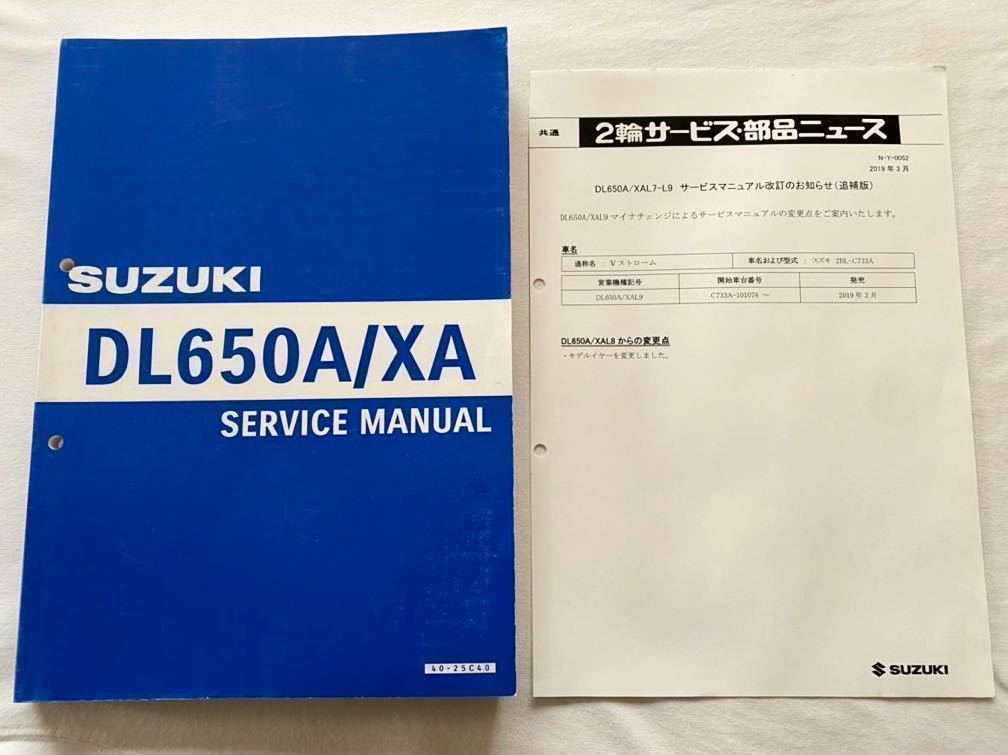 SUZUKI
DL650A/XA
SERVICE MANUAL
40-25C40
共通 2輪サービス・部品ニュース
N-Y-0052
2019年3月
DL650A/XAL7-L9 サービスマニュアル改訂のお知らせ(追補版)
DL650A/XAL9 マイナチェンジによるサービスマニュアルの変更点をご案内いたします。
車名
通称名 : Vストローム 車名および型式 : スズキ 2BL-C733A
営業機種記号 開始車台番号 発売
DL650A/XAL9 C733A-101078 ~ 2019年3月
DL650A/XAL8 からの変更点
・モデルイヤーを変更しました。
SUZUKI